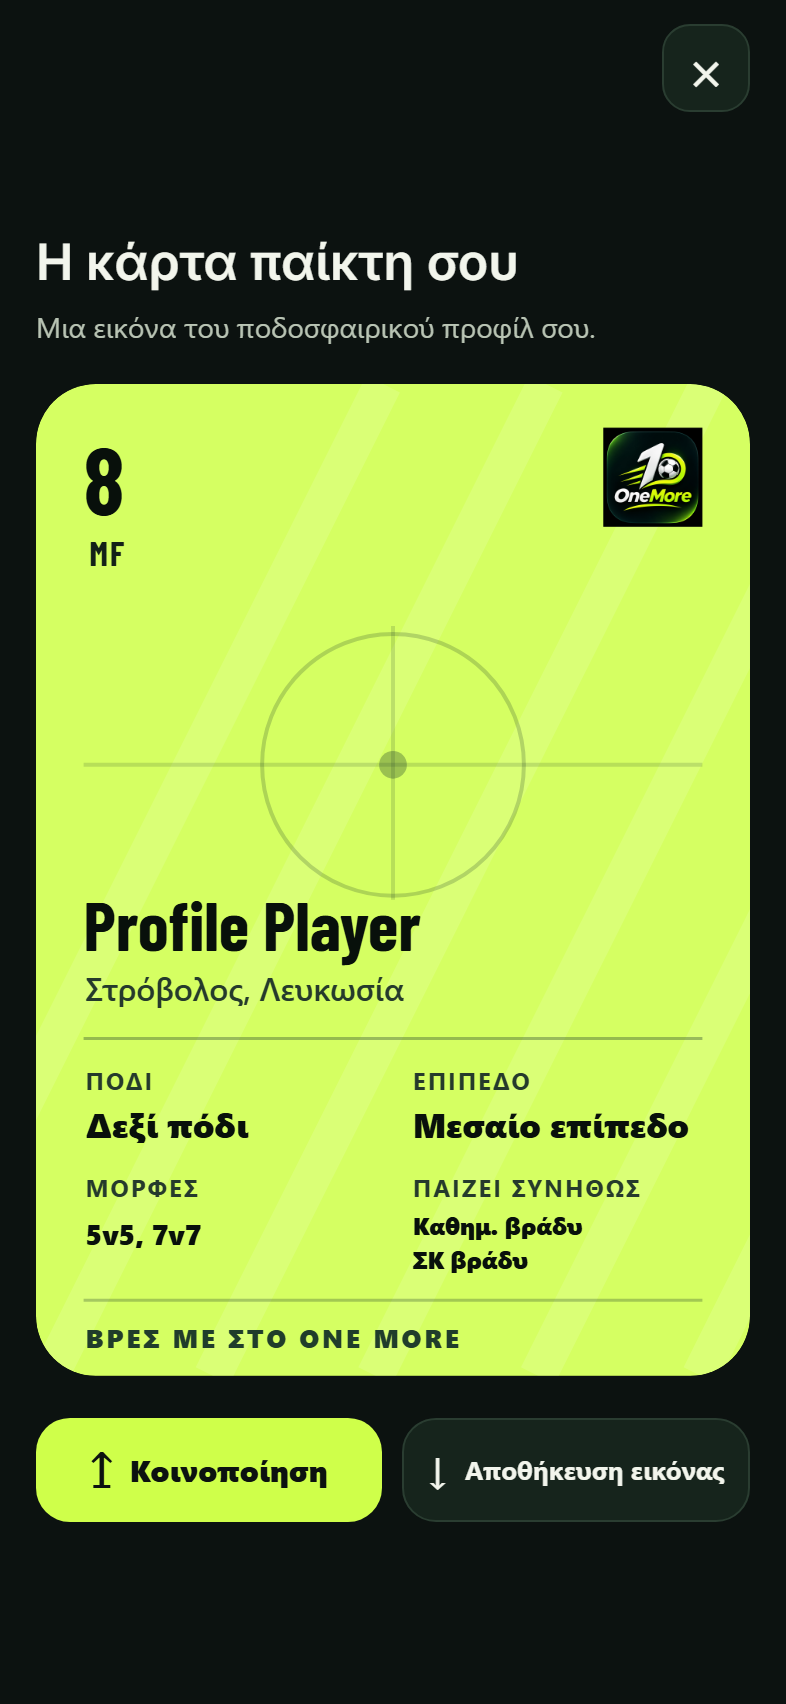 Η κάρτα παίκτη σου
Μια εικόνα του ποδοσφαιρικού προφίλ σου.
8
MF
10
OneMore
Profile Player
Στρόβολος, Λευκωσία
ΠΟΔΙ
ΕΠΙΠΕΔΟ
Δεξί πόδι
Μεσαίο επίπεδο
ΜΟΡΦΕΣ
ΠΑΙΖΕΙ ΣΥΝΗΘΩΣ
5v5, 7v7
Καθημ. βράδυ
ΣΚ βράδυ
ΒΡΕΣ ΜΕ ΣΤΟ ONE MORE
Κοινοποίηση
Αποθήκευση εικόνας